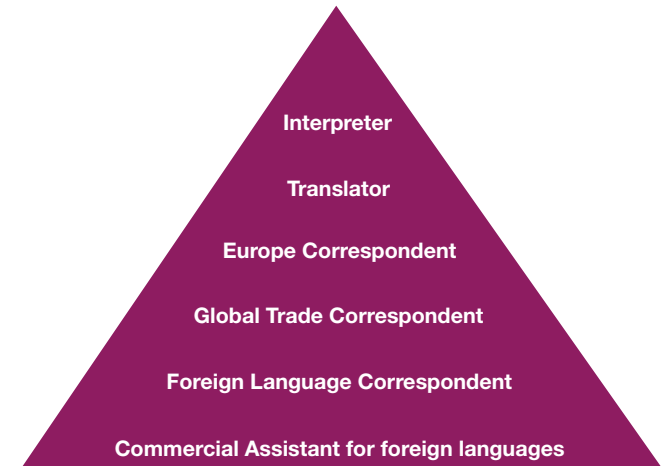 Interpreter
Translator
Europe Correspondent
Global Trade Correspondent
Foreign Language Correspondent
Commercial Assistant for foreign languages